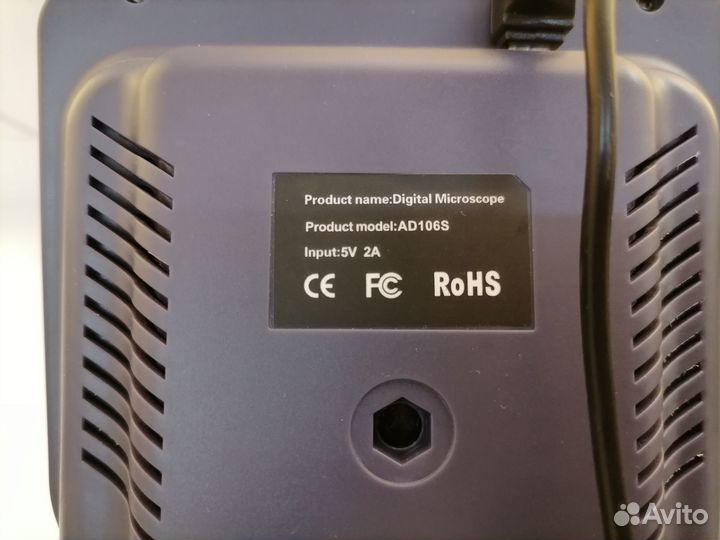 Product name:Digital Microscope
Product model:AD106S
Input:5V 2A
CE FC RoHS
Avito